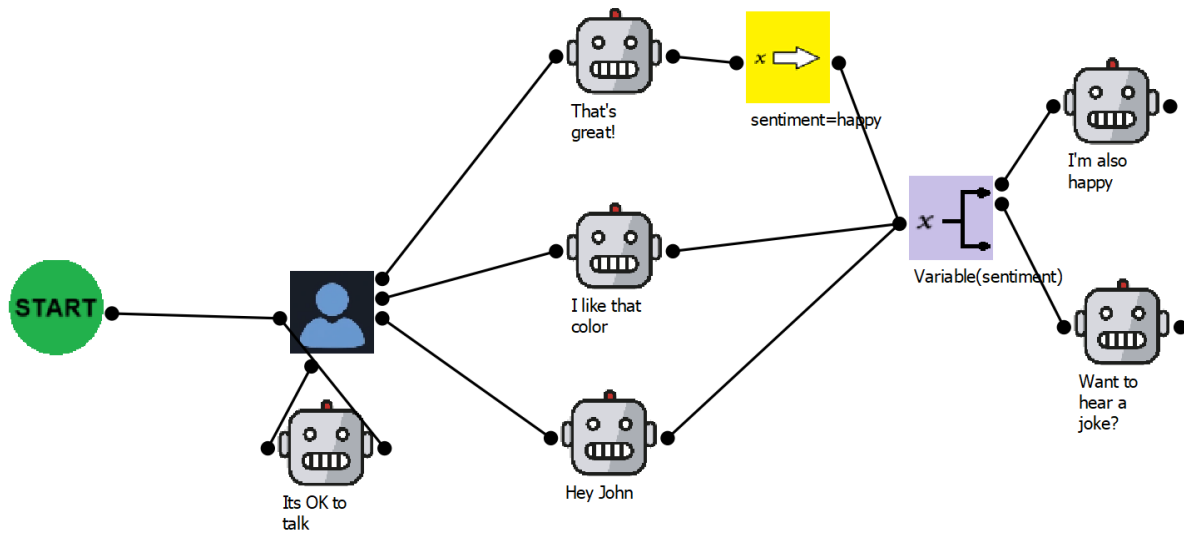 That's
great!
x
sentiment=happy
I'm also
happy
I like that
color
x
Variable(sentiment)
START
Want to
hear a
joke?
Its OK to
talk
Hey John